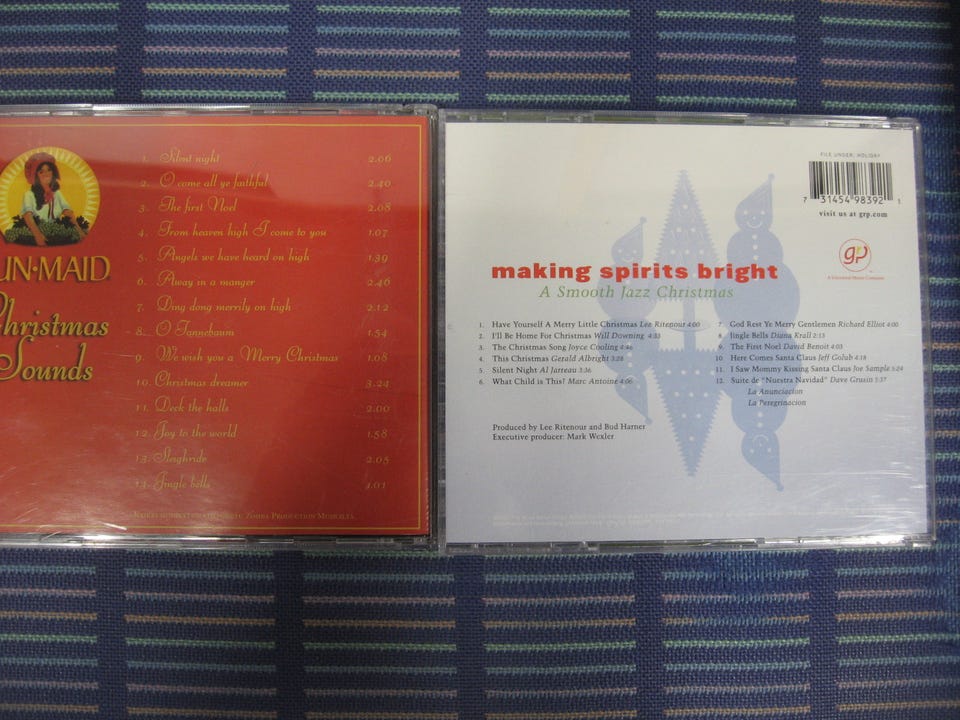 UN-MAID
Christmas
Sounds
1. Silent night 2.06
2. O come all ye faithful 2.40
3. The first Noel 2.08
4. From heaven high I come to you 1.07
5. Angels we have heard on high 1.39
6. Away in a manger 2.46
7. Ding dong merrily on high 2.12
8. O Tannebaum 1.54
9. We wish you a Merry Christmas 1.08
10. Christmas dreamer 3.24
11. Deck the halls 2.00
12. Joy to the world 1.58
13. Sleighride 2.05
14. Jingle bells 1.01
Zomba Production Music
FILE UNDER: HOLIDAY
7 31454 98392 1
visit us at grp.com
grp
A Universal Music Company
making spirits bright
A Smooth Jazz Christmas
1. Have Yourself A Merry Little Christmas Lee Ritenour 4:00
2. I'll Be Home For Christmas Will Downing 4:33
3. The Christmas Song Joyce Cooling 4:46
4. This Christmas Gerald Albright 3:28
5. Silent Night Al Jarreau 3:36
6. What Child is This? Marc Antoine 4:06
7. God Rest Ye Merry Gentlemen Richard Elliot 4:00
8. Jingle Bells Diana Krall 2:13
9. The First Noel David Benoit 4:03
10. Here Comes Santa Claus Jeff Golub 4:18
11. I Saw Mommy Kissing Santa Claus Joe Sample 5:24
12. Suite de "Nuestra Navidad" Dave Grusin 5:37
La Anunciacion
La Peregrinacion
Produced by Lee Ritenour and Bud Harner
Executive producer: Mark Wexler